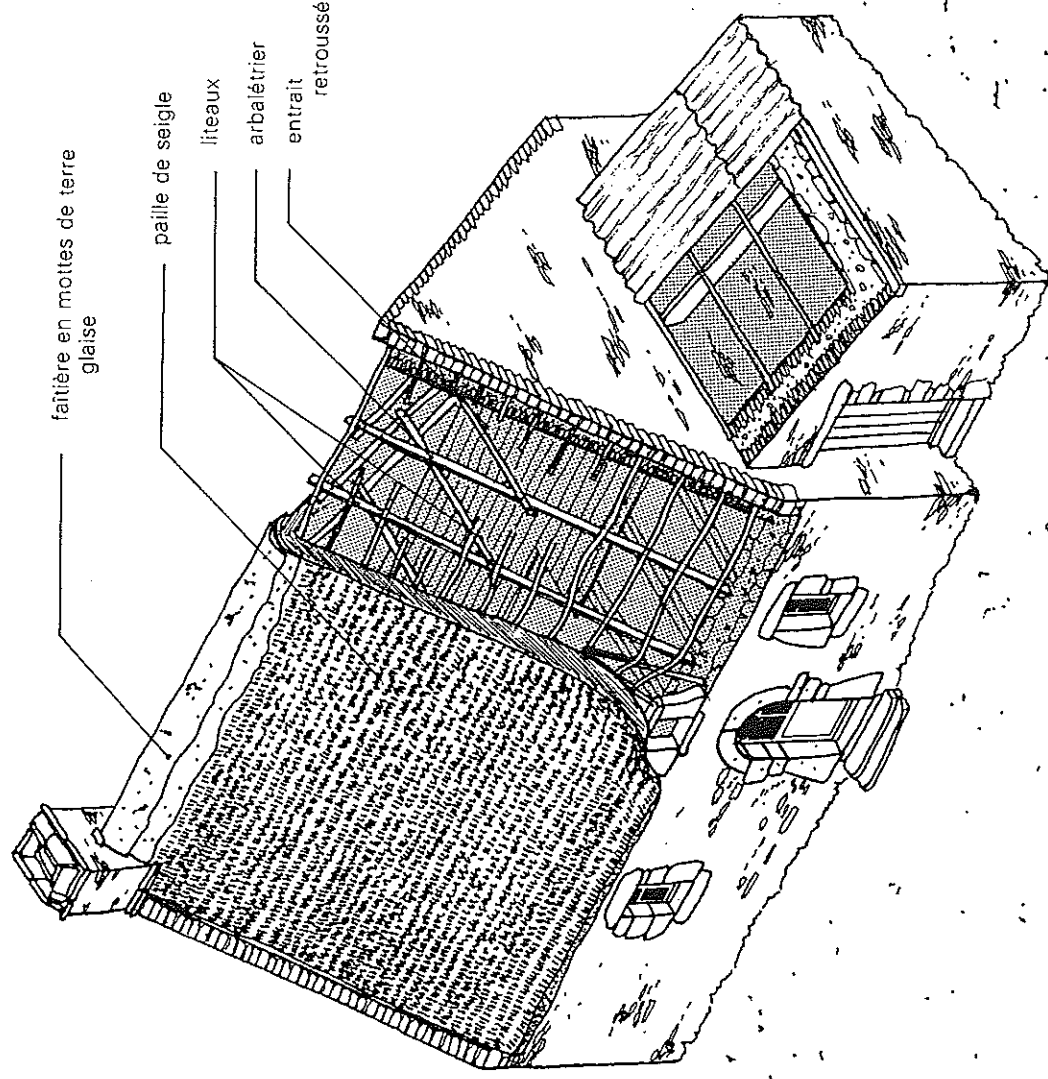 faîtière en mottes de terre
glaise
paille de seigle
liteaux
arbalétrier
entrait
retroussé